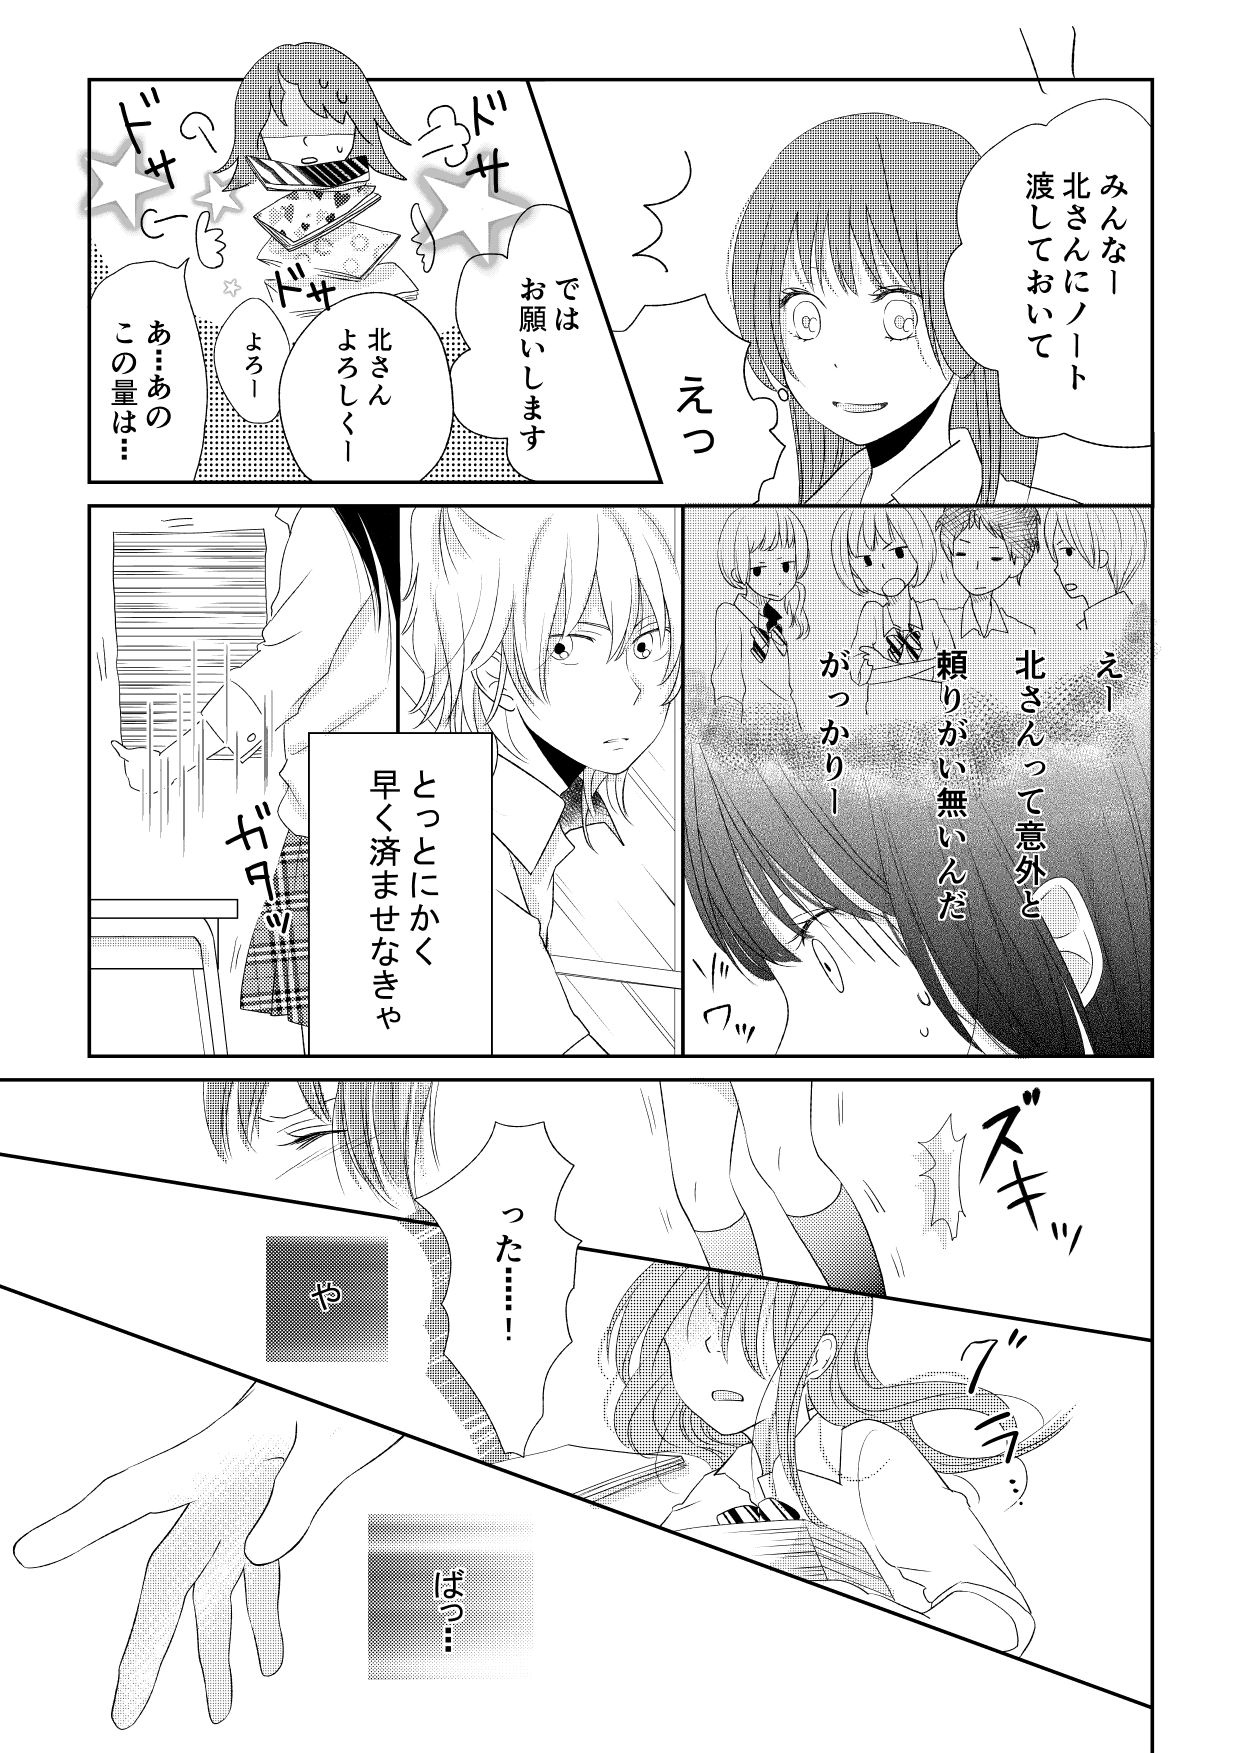 みんなー
北さんにノート
渡しておいて
えっ
では
お願いします
ドサ
ドサ
ドサ
北さん
よろしくー
よろー
あ…あの
この量は…
えー
北さんって意外と
頼りがい無いんだ
がっかりー
ゾワッ
とっとにかく
早く済ませなきゃ
ガタッ
ズキッ
った……!
グラ…
や
ばっ…